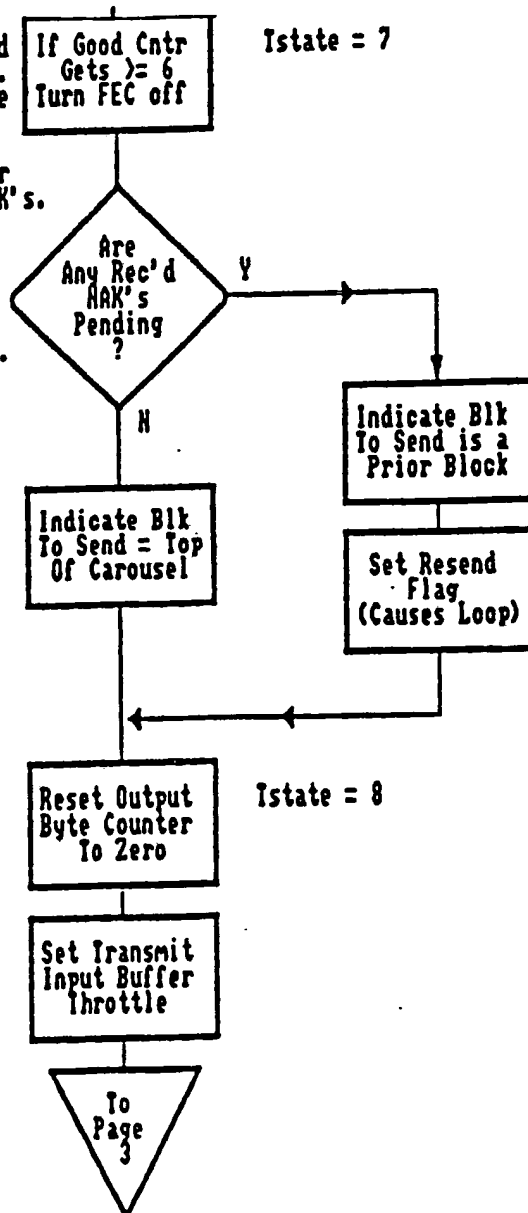 d
.
e
r
K's.
.
If Good Cntr
Gets >= 6
Turn FEC off
Tstate = 7
Are
Any Rec'd
NAK's
Pending
?
Y
N
Indicate Blk
To Send is a
Prior Block
Set Resend
Flag
(Causes Loop)
Indicate Blk
To Send = Top
Of Carousel
Reset Output
Byte Counter
To Zero
Tstate = 8
Set Transmit
Input Buffer
Throttle
To
Page
3